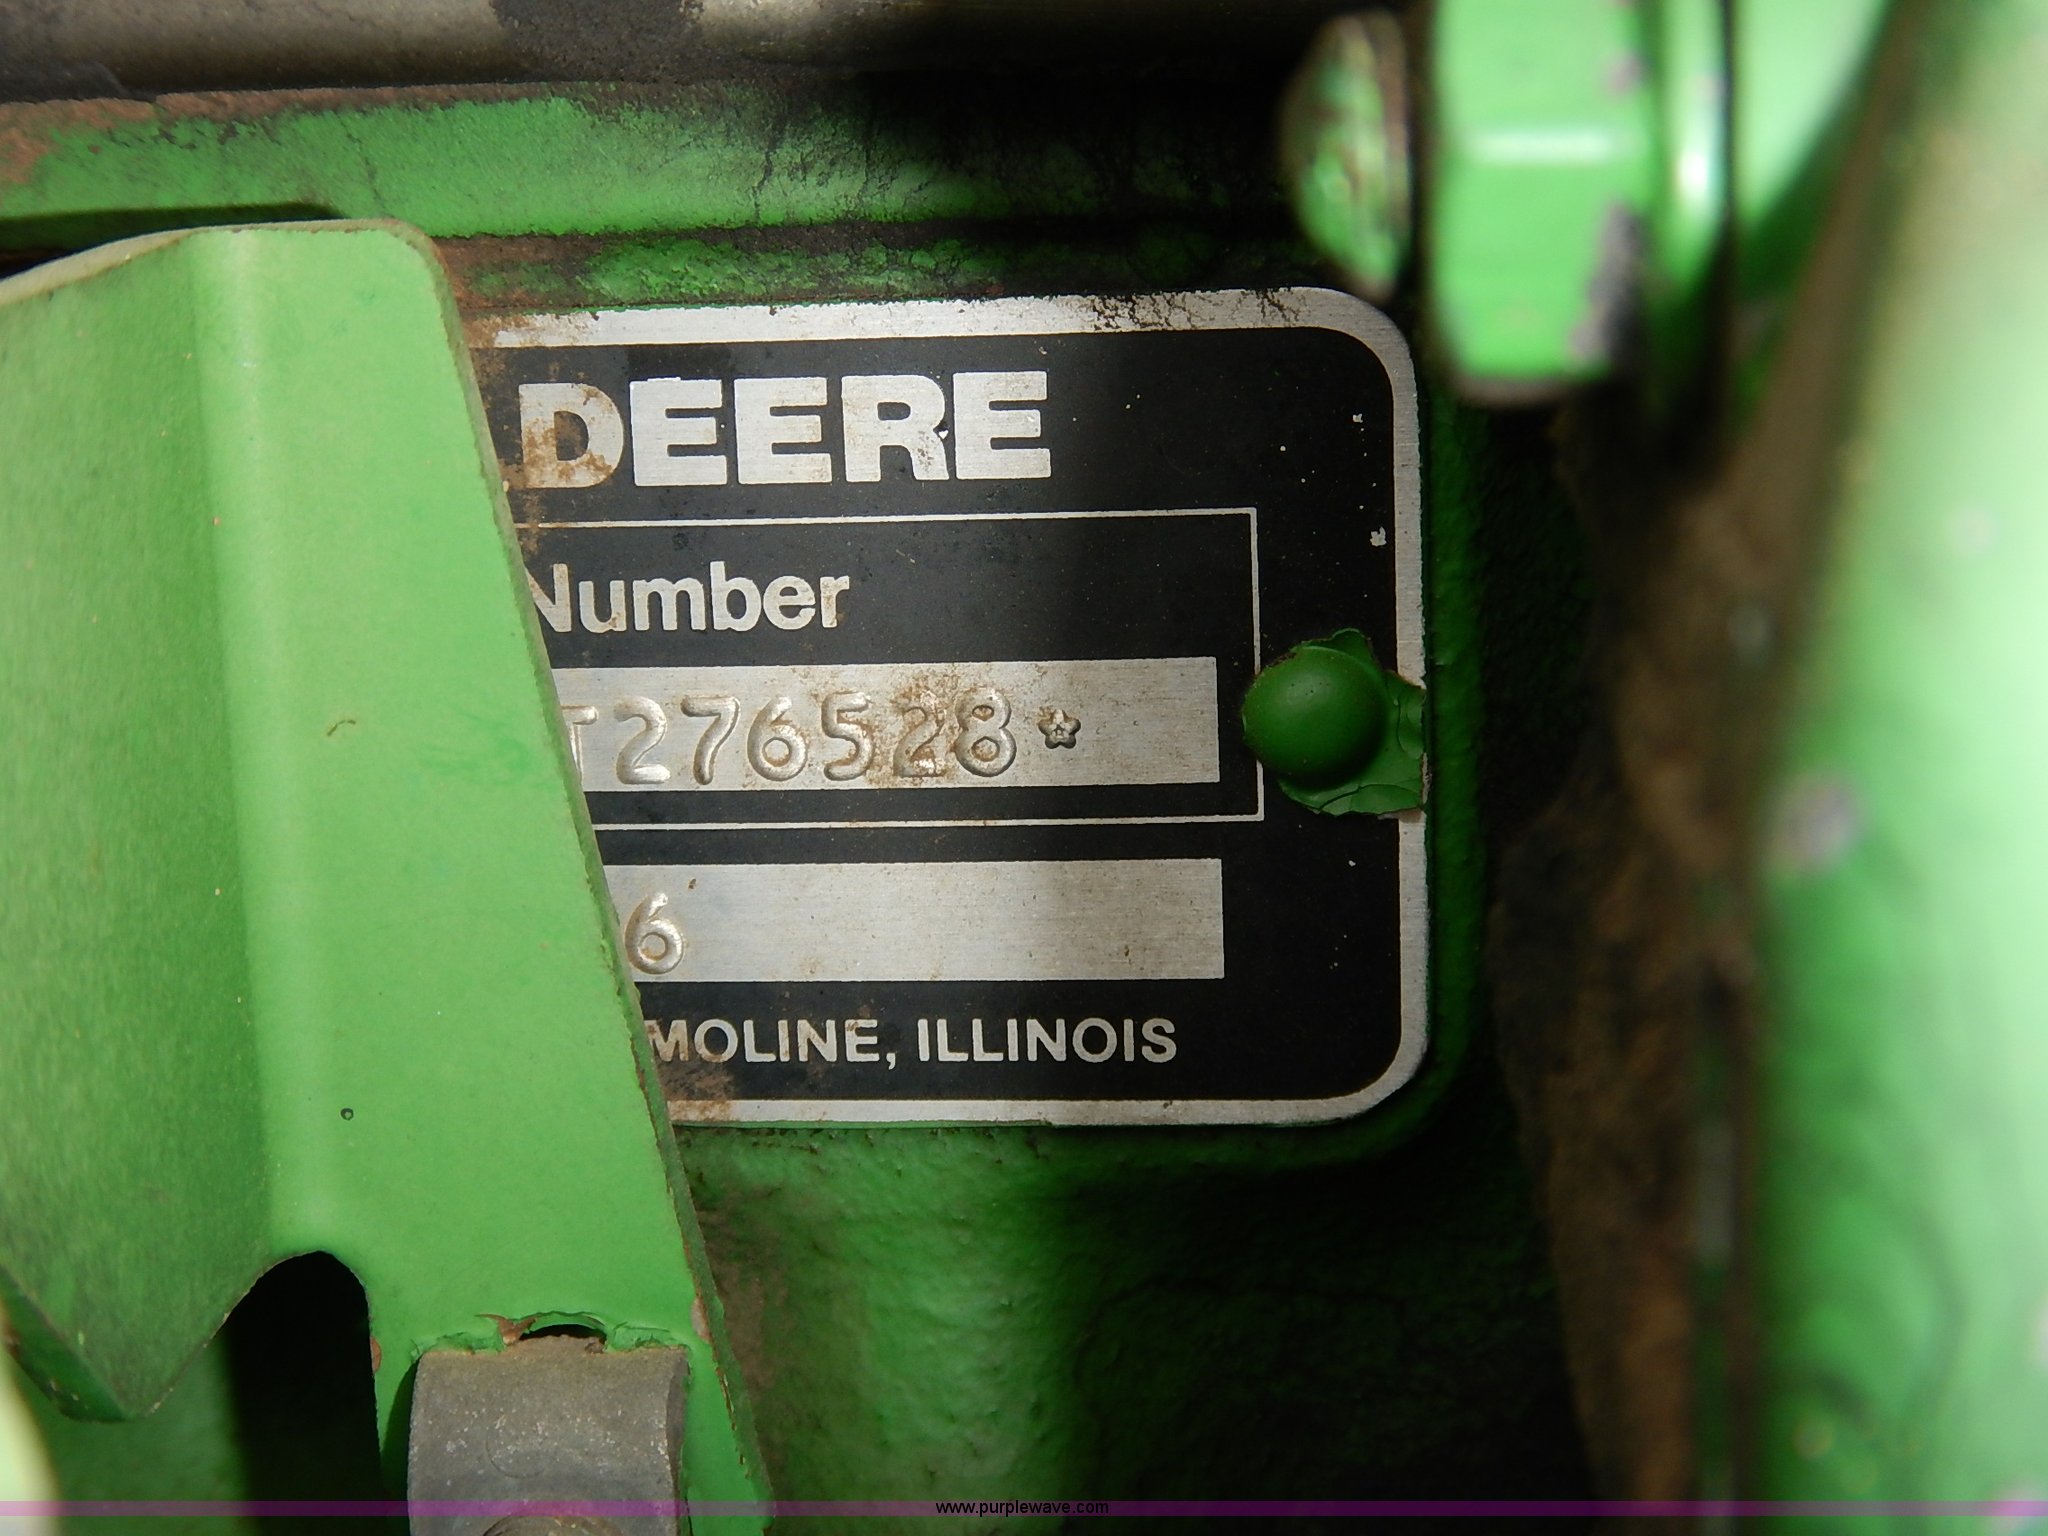 DEERE
Number
T276528*
6
MOLINE, ILLINOIS
www.purplewave.com